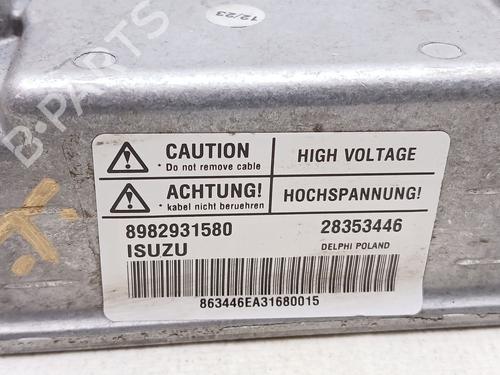 12/23
B-PARTS
CAUTION
* Do not remove cable
HIGH VOLTAGE
ACHTUNG!
* kabel nicht beruehren
HOCHSPANNUNG!
8982931580
28353446
ISUZU
DELPHI POLAND
863446EA31680015